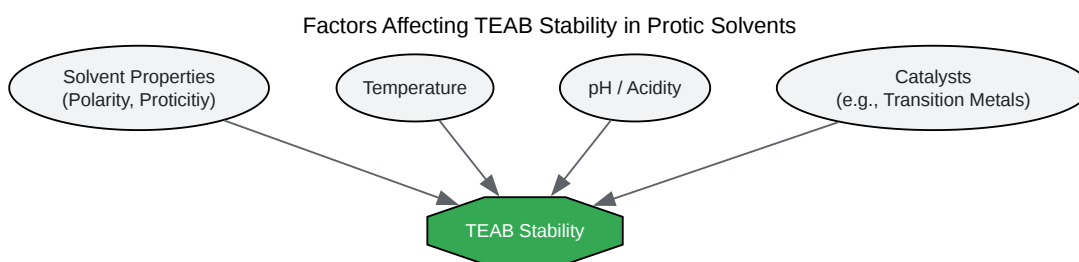 Factors Affecting TEAB Stability in Protic Solvents
Solvent Properties
(Polarity, Proticitiy)
Temperature
pH / Acidity
Catalysts
(e.g., Transition Metals)
TEAB Stability